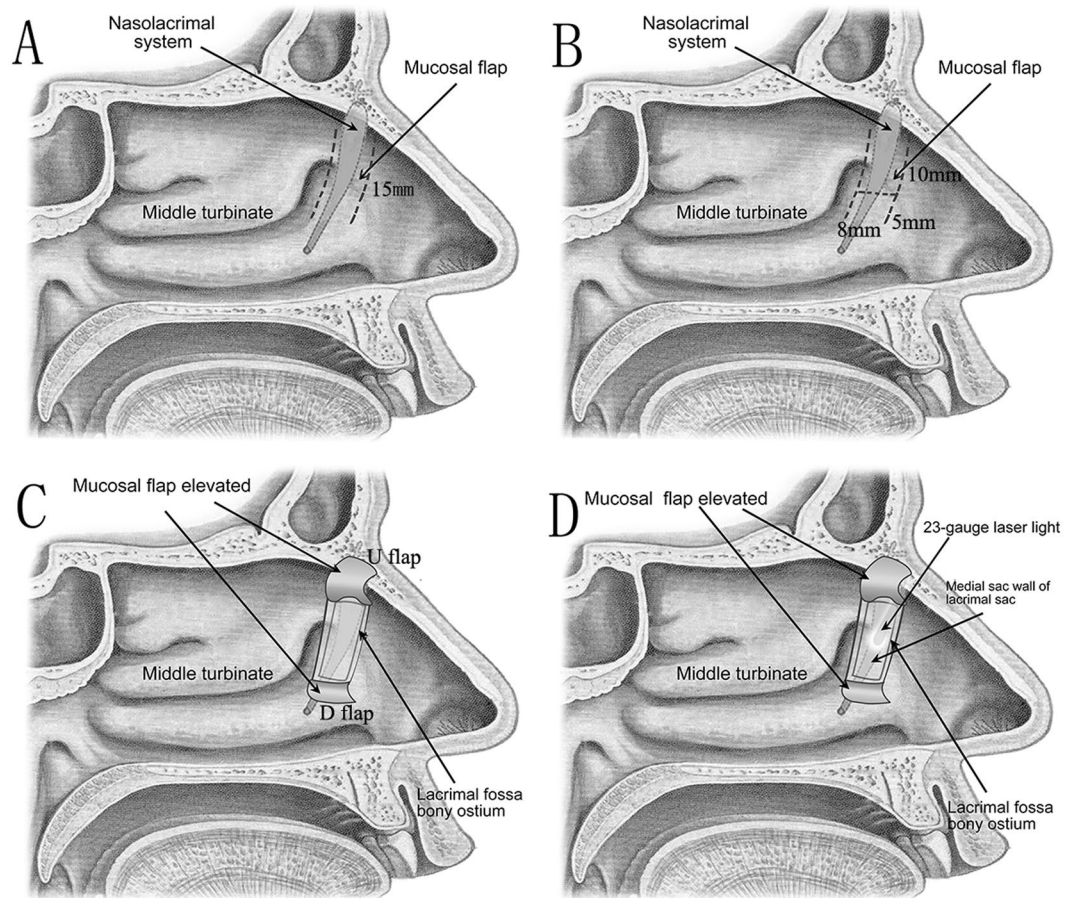 A
Nasolacrimal
system
Mucosal flap
15mm
Middle turbinate
B
Nasolacrimal
system
Mucosal flap
10mm
Middle turbinate
8mm
5mm
C
Mucosal flap elevated
U flap
Middle turbinate
D flap
Lacrimal fossa
bony ostium
D
Mucosal flap elevated
23-gauge laser light
Medial sac wall of
lacrimal sac
Middle turbinate
Lacrimal fossa
bony ostium